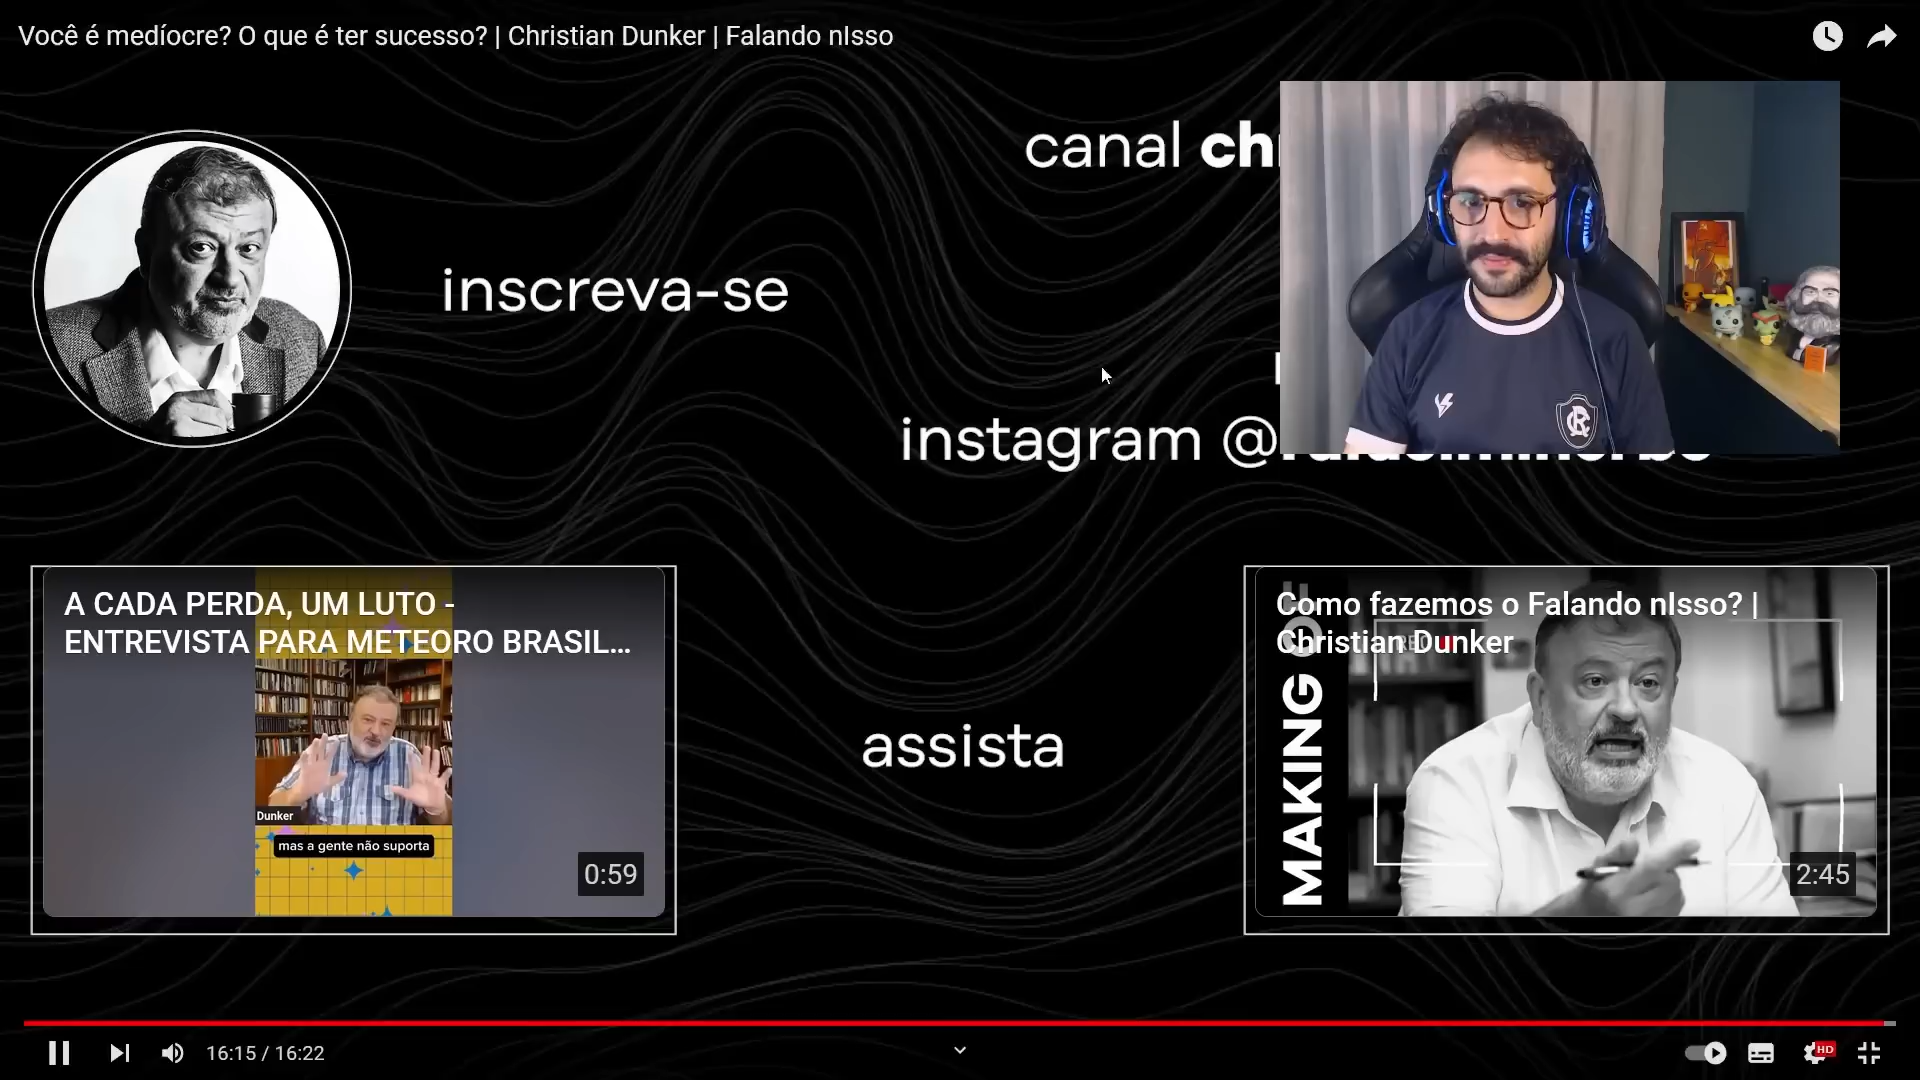 Você é medíocre? O que é ter sucesso? | Christian Dunker | Falando nIsso
canal ch
inscreva-se
instagram @
A CADA PERDA, UM LUTO -
ENTREVISTA PARA METEORO BRASIL...
Dunker
mas a gente não suporta
0:59
assista
Como fazemos o Falando nIsso? |
Christian Dunker
MAKING OF
2:45
16:15 / 16:22
HD